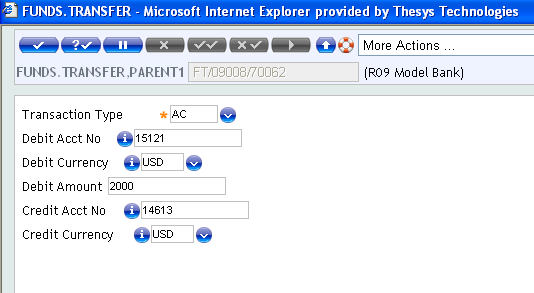 FUNDS.TRANSFER - Microsoft Internet Explorer provided by Thesys Technologies
More Actions ...
FUNDS.TRANSFER,PARENT1 FT/09008/70062 (R09 Model Bank)
Transaction Type * AC
Debit Acct No 15121
Debit Currency USD
Debit Amount 2000
Credit Acct No 14613
Credit Currency USD